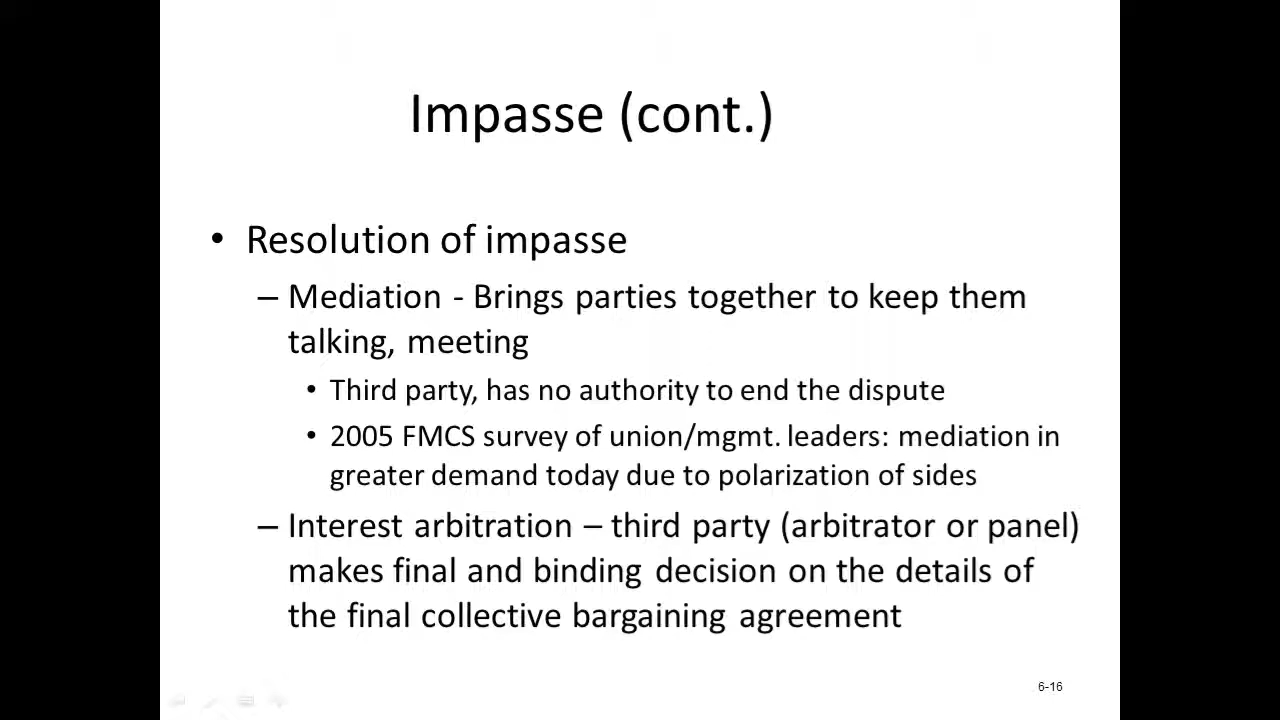 Impasse (cont.)
• Resolution of impasse
– Mediation - Brings parties together to keep them
talking, meeting
• Third party, has no authority to end the dispute
• 2005 FMCS survey of union/mgmt. leaders: mediation in
greater demand today due to polarization of sides
– Interest arbitration – third party (arbitrator or panel)
makes final and binding decision on the details of
the final collective bargaining agreement
6-16